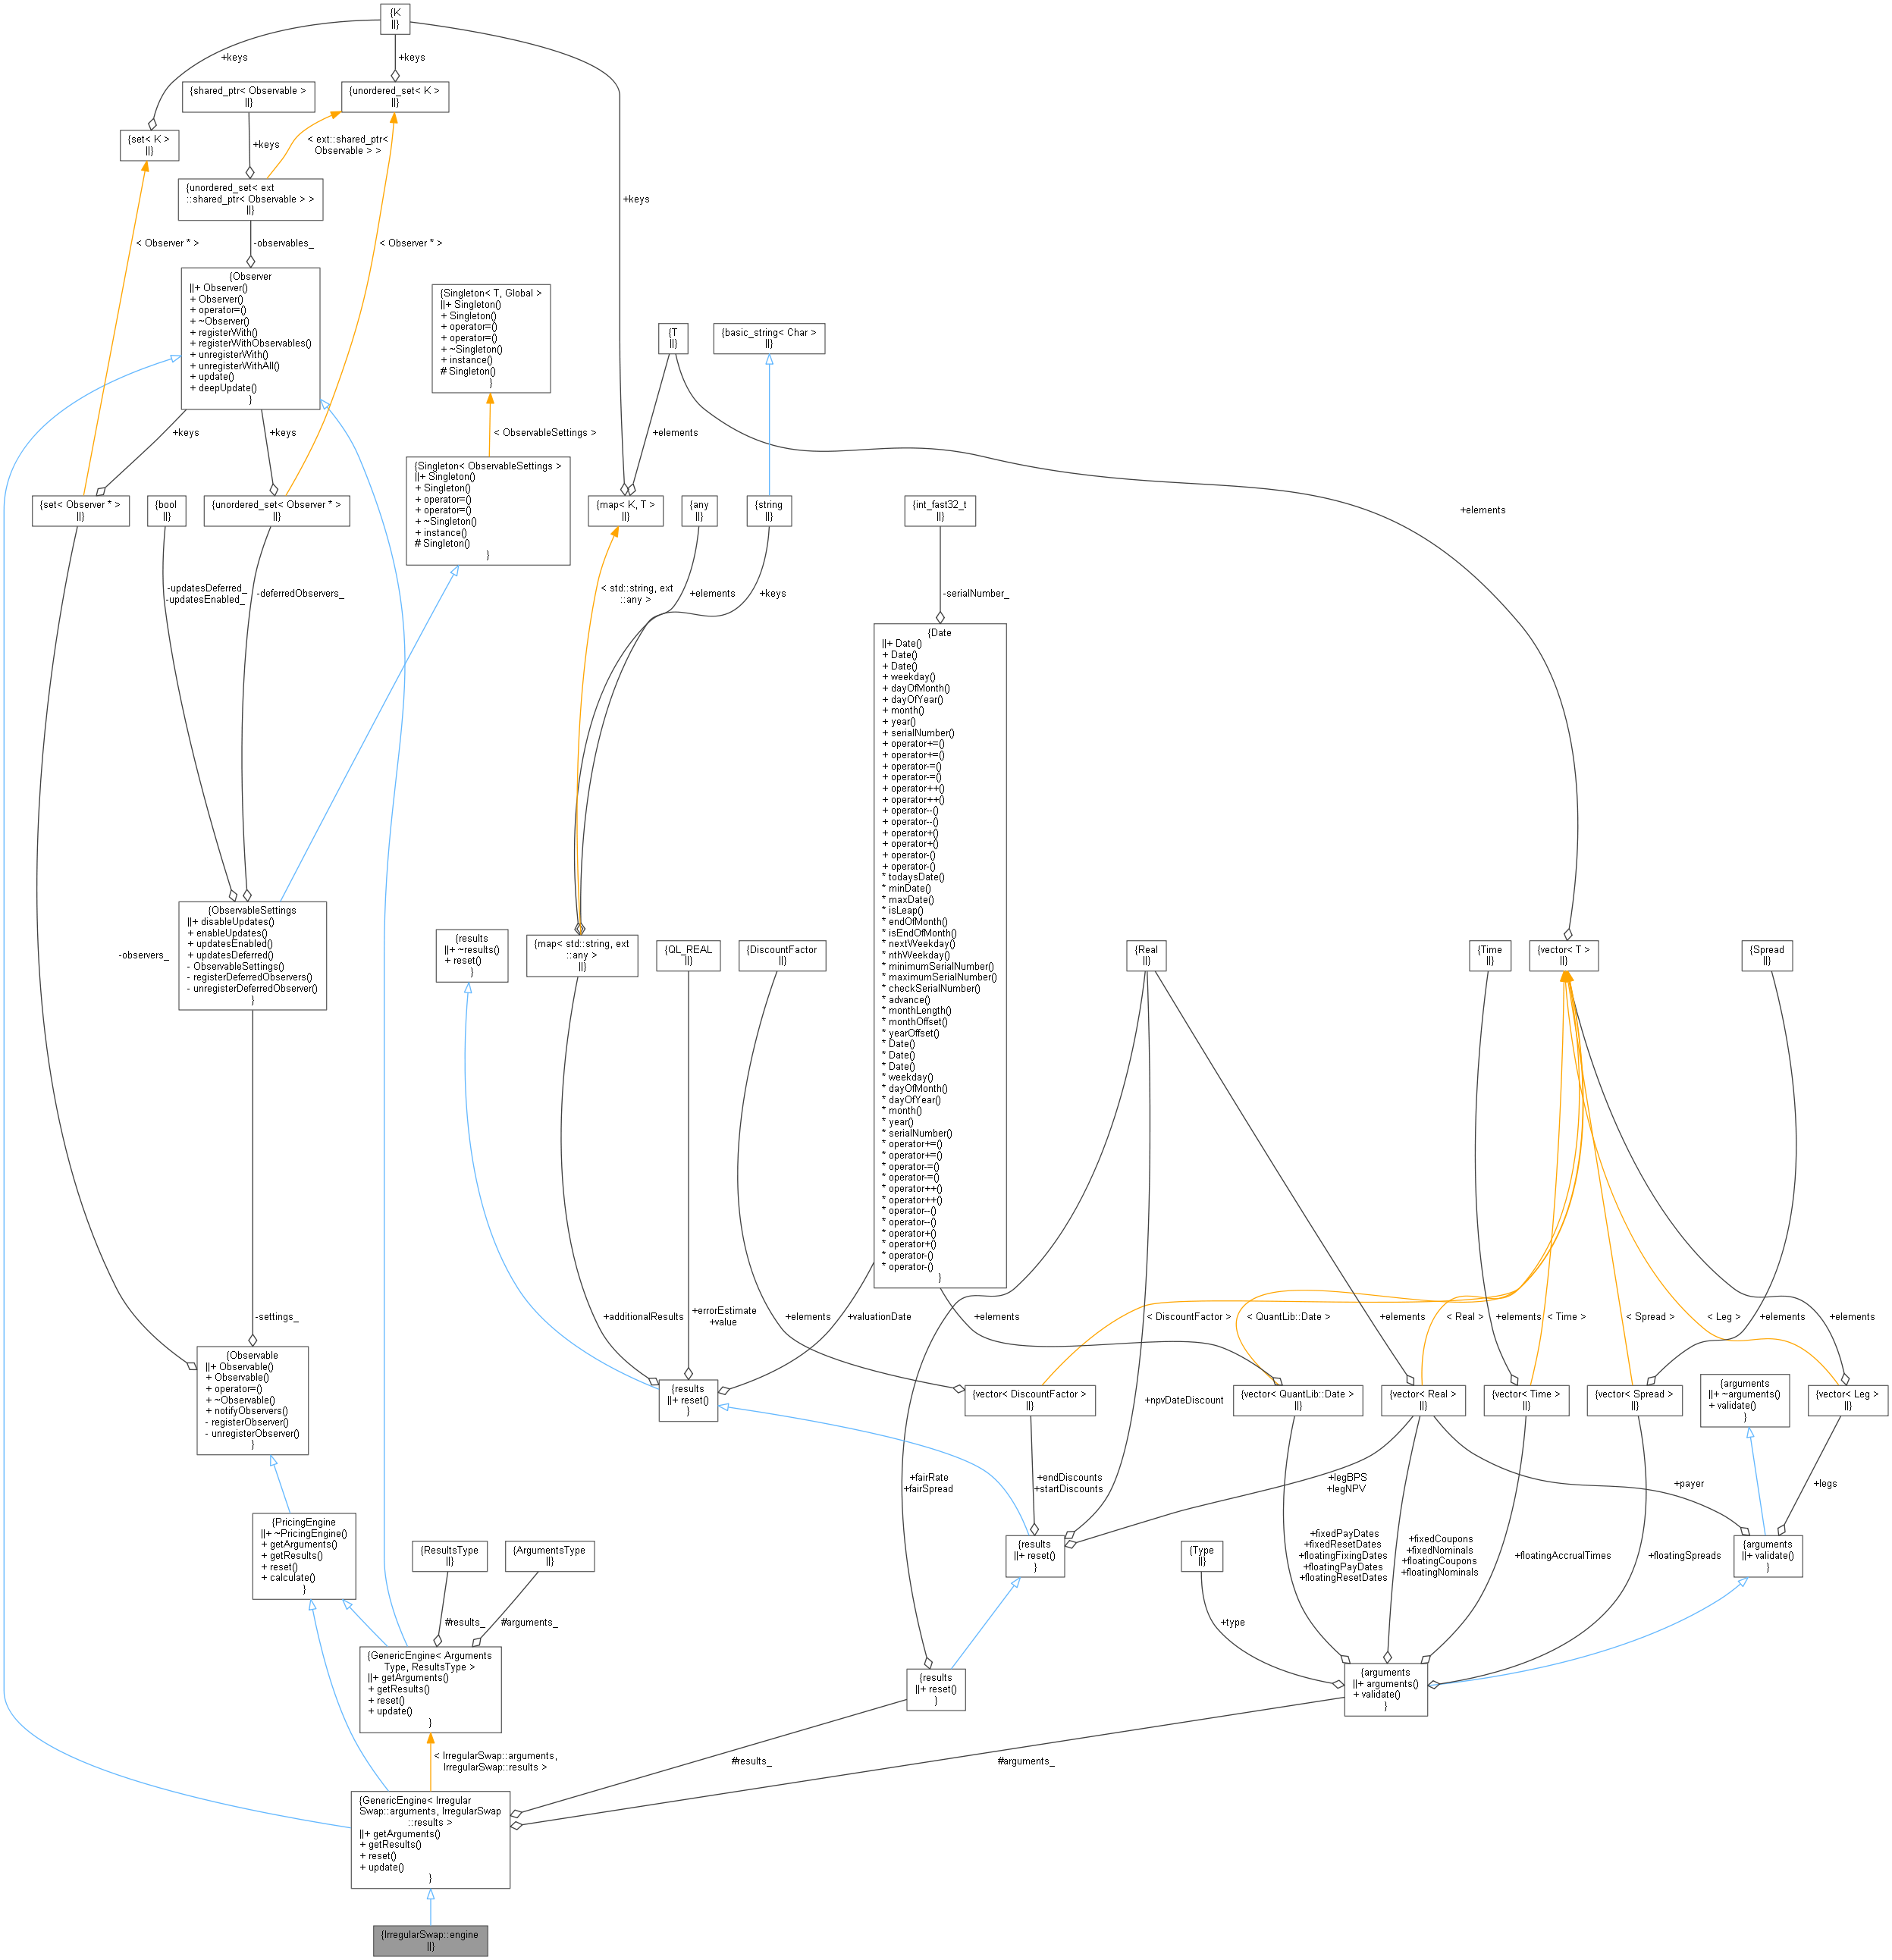 {K
||}
+keys
+keys
{shared_ptr< Observable >
||}
{unordered_set< K >
||}
{set< K >
||}
+keys
< ext::shared_ptr<
Observable > >
+keys
{unordered_set< ext
::shared_ptr< Observable > >
||}
< Observer * >
-observables_
< Observer * >
{Observer
||+ Observer()
+ Observer()
+ operator=()
+ ~Observer()
+ registerWith()
+ registerWithObservables()
+ unregisterWith()
+ unregisterWithAll()
+ update()
+ deepUpdate()
}
{Singleton< T, Global >
||+ Singleton()
+ Singleton()
+ operator=()
+ operator=()
+ ~Singleton()
+ instance()
# Singleton()
}
{T
||}
{basic_string< Char >
||}
+keys
+keys
< ObservableSettings >
+elements
{set< Observer * >
||}
{bool
||}
{unordered_set< Observer * >
||}
{Singleton< ObservableSettings >
||+ Singleton()
+ Singleton()
+ operator=()
+ operator=()
+ ~Singleton()
+ instance()
# Singleton()
}
{map< K, T >
||}
{any
||}
{string
||}
{int_fast32_t
||}
+elements
-updatesDeferred_
-updatesEnabled_
-deferredObservers_
< std::string, ext
::any >
+elements
+keys
-serialNumber_
{Date
||+ Date()
+ Date()
+ Date()
+ weekday()
+ dayOfMonth()
+ dayOfYear()
+ month()
+ year()
+ serialNumber()
+ operator+=()
+ operator+=()
+ operator-=()
+ operator-=()
+ operator++()
+ operator++()
+ operator--()
+ operator--()
+ operator+()
+ operator+()
+ operator-()
+ operator-()
* todaysDate()
* minDate()
* maxDate()
* isLeap()
* endOfMonth()
* isEndOfMonth()
* nextWeekday()
* nthWeekday()
* minimumSerialNumber()
* maximumSerialNumber()
* checkSerialNumber()
* advance()
* monthLength()
* monthOffset()
* yearOffset()
* Date()
* Date()
* Date()
* weekday()
* dayOfMonth()
* dayOfYear()
* month()
* year()
* serialNumber()
* operator+=()
* operator+=()
* operator-=()
* operator-=()
* operator++()
* operator++()
* operator--()
* operator--()
* operator+()
* operator+()
* operator-()
* operator-()
}
-observers_
{ObservableSettings
||+ disableUpdates()
+ enableUpdates()
+ updatesEnabled()
+ updatesDeferred()
- ObservableSettings()
- registerDeferredObservers()
- unregisterDeferredObserver()
}
{results
||+ ~results()
+ reset()
}
{map< std::string, ext
::any >
||}
{QL_REAL
||}
{DiscountFactor
||}
{Real
||}
{Time
||}
{vector< T >
||}
{Spread
||}
-settings_
+additionalResults
+errorEstimate
+value
+elements
+valuationDate
+elements
< DiscountFactor >
< QuantLib::Date >
+elements
< Real >
+elements
< Time >
< Spread >
< Leg >
+elements
+elements
{Observable
||+ Observable()
+ Observable()
+ operator=()
+ ~Observable()
+ notifyObservers()
- registerObserver()
- unregisterObserver()
}
{results
||+ reset()
}
{vector< DiscountFactor >
||}
+npvDateDiscount
{vector< QuantLib::Date >
||}
{vector< Real >
||}
{vector< Time >
||}
{vector< Spread >
||}
{arguments
||+ ~arguments()
+ validate()
}
{vector< Leg >
||}
+fairRate
+fairSpread
+endDiscounts
+startDiscounts
+legBPS
+legNPV
+payer
+legs
{PricingEngine
||+ ~PricingEngine()
+ getArguments()
+ getResults()
+ reset()
+ calculate()
}
{ResultsType
||}
{ArgumentsType
||}
{results
||+ reset()
}
{Type
||}
+fixedPayDates
+fixedResetDates
+floatingFixingDates
+floatingPayDates
+floatingResetDates
+fixedCoupons
+fixedNominals
+floatingCoupons
+floatingNominals
+floatingAccrualTimes
+floatingSpreads
{arguments
||+ validate()
}
#results_
#arguments_
+type
{GenericEngine< Arguments
Type, ResultsType >
||+ getArguments()
+ getResults()
+ reset()
+ update()
}
{results
||+ reset()
}
{arguments
||+ arguments()
+ validate()
}
< IrregularSwap::arguments,
IrregularSwap::results >
#results_
#arguments_
{GenericEngine< Irregular
Swap::arguments, IrregularSwap
::results >
||+ getArguments()
+ getResults()
+ reset()
+ update()
}
{IrregularSwap::engine
||}